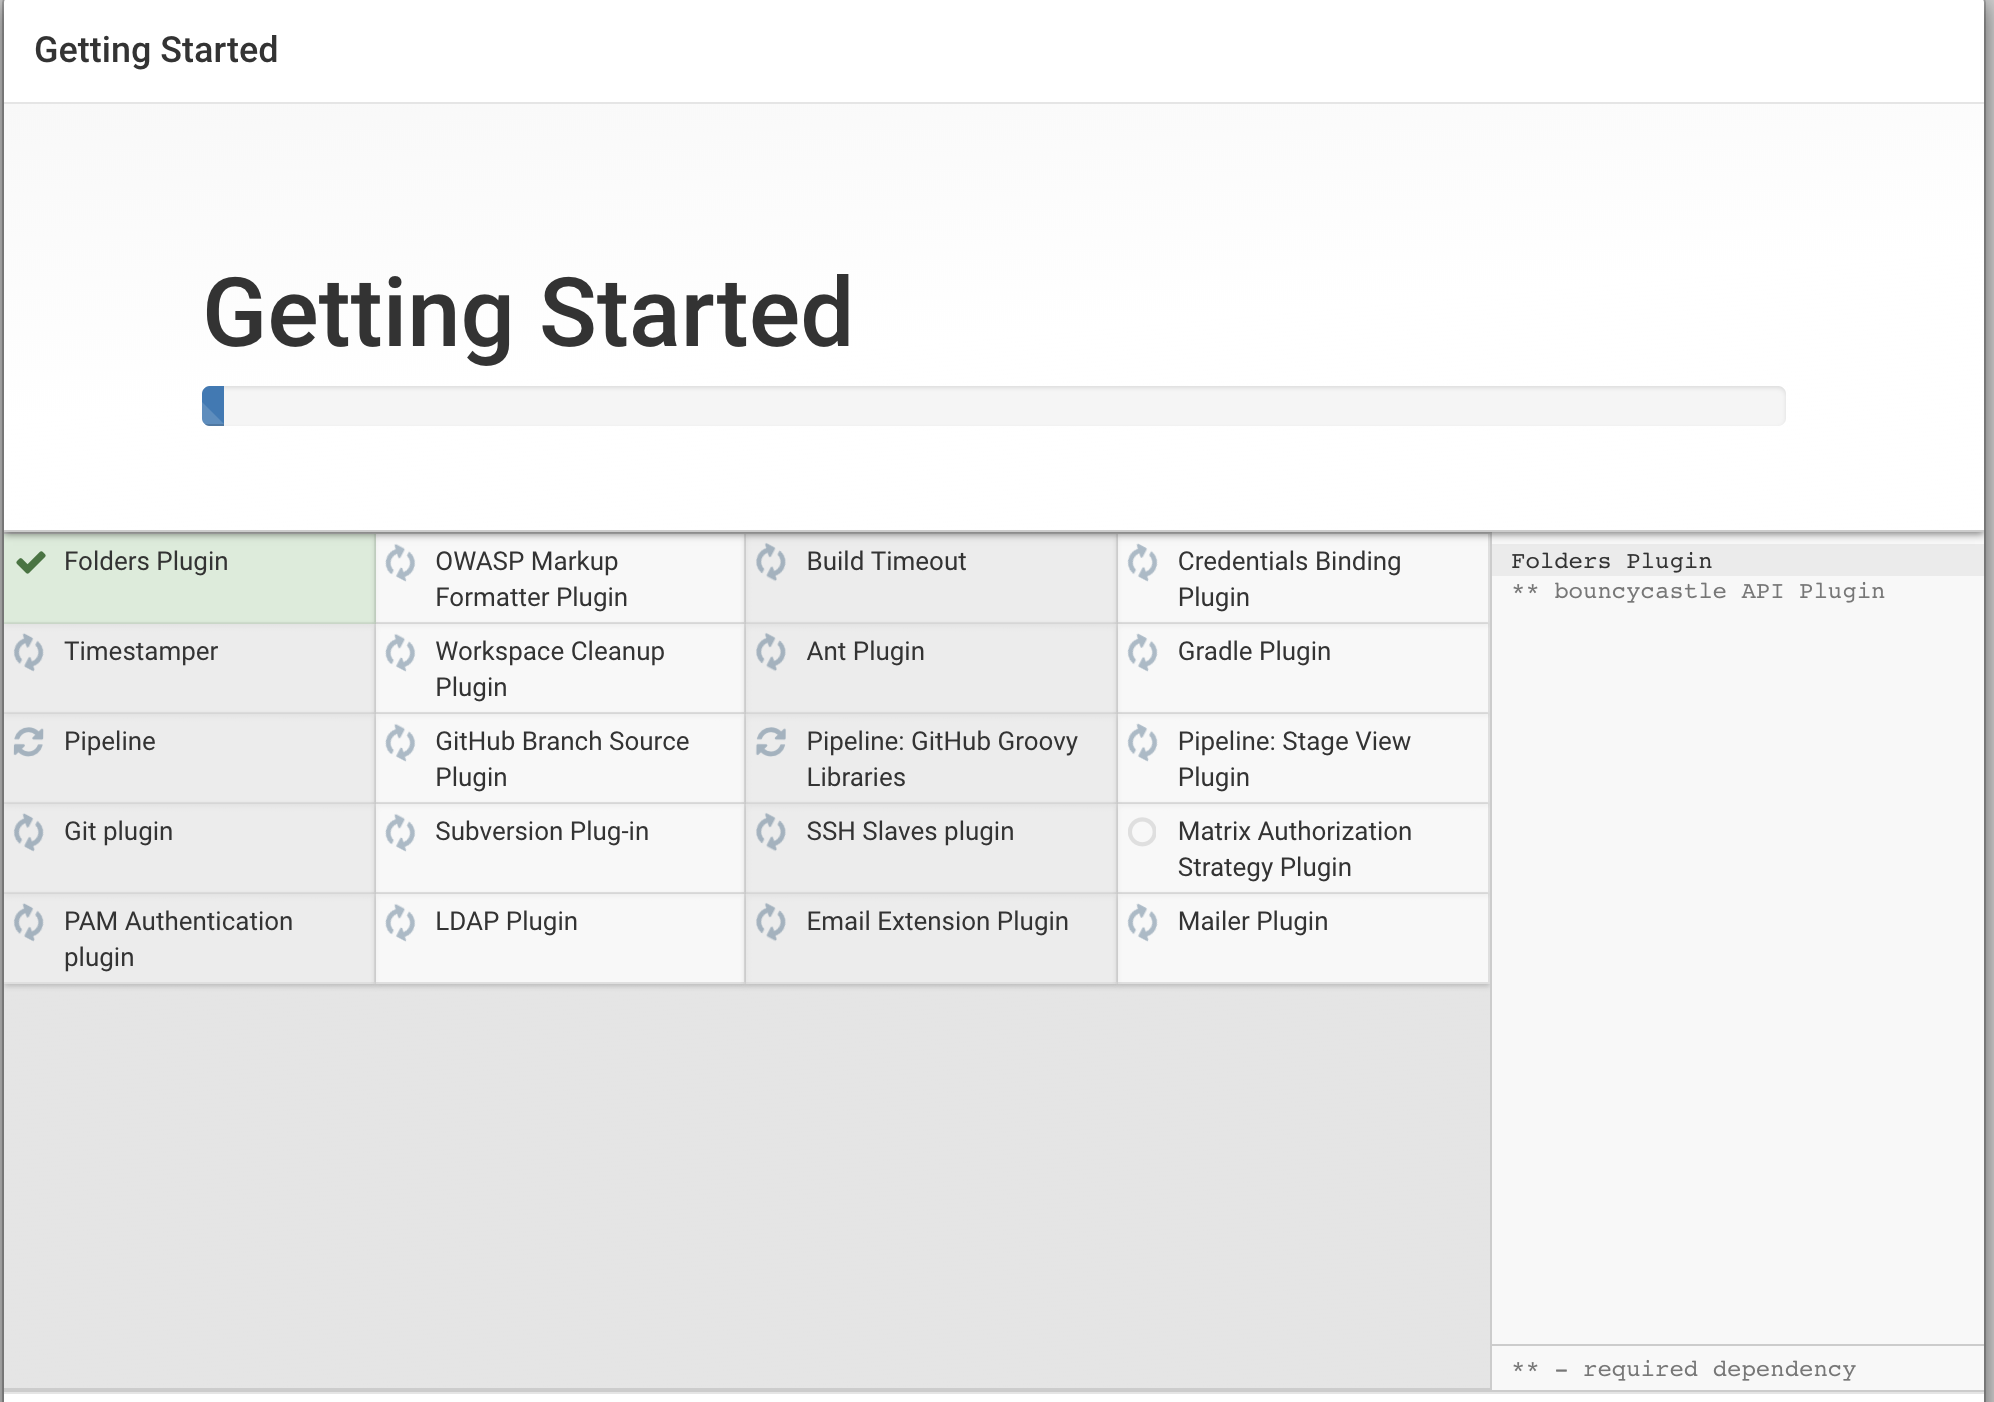 Getting Started
Getting Started
Folders Plugin
OWASP Markup
Formatter Plugin
Build Timeout
Credentials Binding
Plugin
Timestamper
Workspace Cleanup
Plugin
Ant Plugin
Gradle Plugin
Pipeline
GitHub Branch Source
Plugin
Pipeline: GitHub Groovy
Libraries
Pipeline: Stage View
Plugin
Git plugin
Subversion Plug-in
SSH Slaves plugin
Matrix Authorization
Strategy Plugin
PAM Authentication
plugin
LDAP Plugin
Email Extension Plugin
Mailer Plugin
Folders Plugin
** bouncycastle API Plugin
** - required dependency